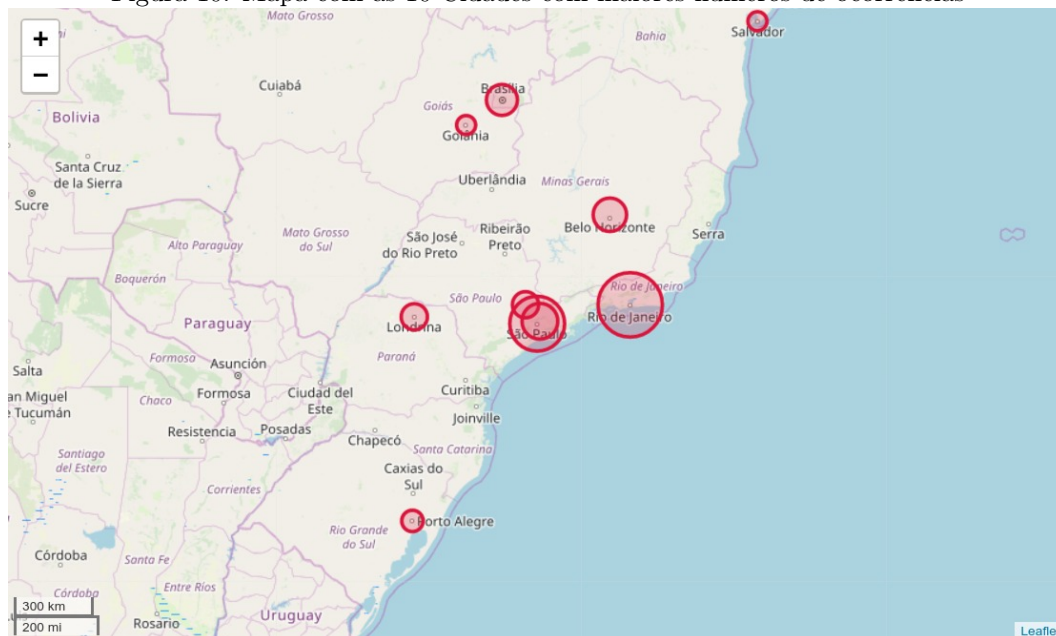 Figura 10: Mapa com as 10 Cidades com maiores números de ocorrências
Mato Grosso
+
−
Salvador
Bahia
Cuiabá
Brasília
Goiás
Bolivia
Goiânia
Santa Cruz
de la Sierra
Uberlândia
Minas Gerais
Sucre
Ribeirão
Preto
Belo Horizonte
Mato Grosso
do Sul
São José
do Rio Preto
Serra
Alto Paraguay
Boquerón
Rio de Janeiro
São Paulo
Rio de Janeiro
Paraguay
Londrina
São Paulo
Formosa
Paraná
Asunción
Salta
Curitiba
Formosa
Ciudad del
Este
an Miguel
e Tucumán
Chaco
Joinville
Resistencia
Posadas
Chapecó
Santa Catarina
Santiago
del Estero
Caxias do
Sul
Corrientes
Porto Alegre
Rio Grande
do Sul
Córdoba
Santa Fe
Entre Ríos
Córdoba
300 km
Uruguay
200 mi
Rosario
Leafle